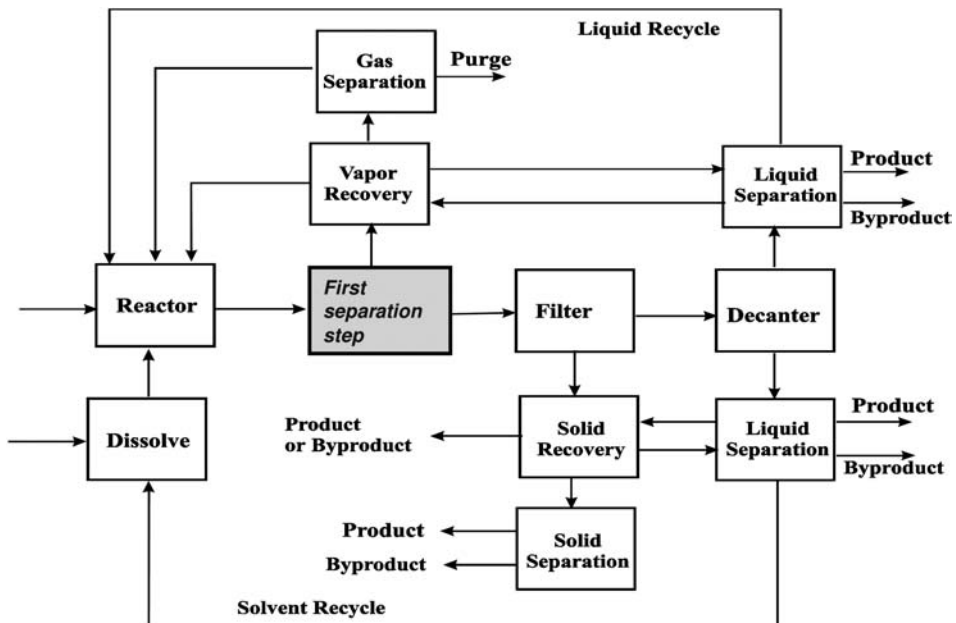 Liquid Recycle
Gas
Separation
Purge
Vapor
Recovery
Liquid
Separation
Product
Byproduct
Reactor
First
separation
step
Filter
Decanter
Dissolve
Product
or Byproduct
Solid
Recovery
Liquid
Separation
Product
Byproduct
Product
Byproduct
Solid
Separation
Solvent Recycle